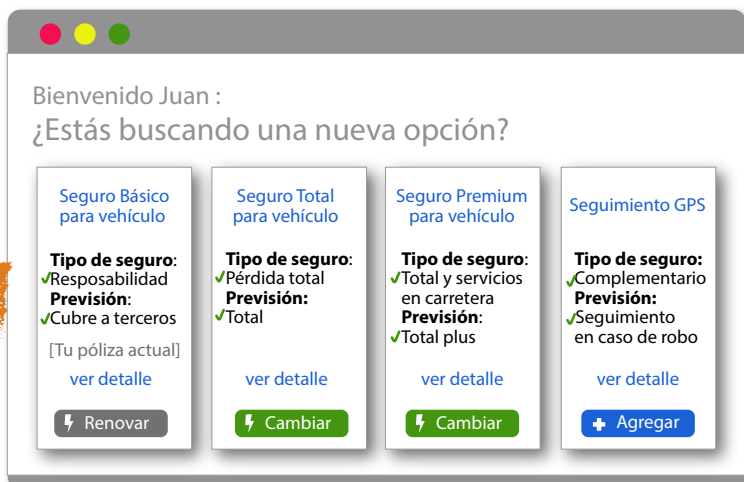 Bienvenido Juan :
¿Estás buscando una nueva opción?
Seguro Básico
para vehículo
Tipo de seguro:
Resposabilidad
Previsión:
Cubre a terceros
[Tu póliza actual]
ver detalle
Renovar
Seguro Total
para vehículo
Tipo de seguro:
Pérdida total
Previsión:
Total
ver detalle
Cambiar
Seguro Premium
para vehículo
Tipo de seguro:
Total y servicios
en carretera
Previsión:
Total plus
ver detalle
Cambiar
Seguimiento GPS
Tipo de seguro:
Complementario
Previsión:
Seguimiento
en caso de robo
ver detalle
Agregar